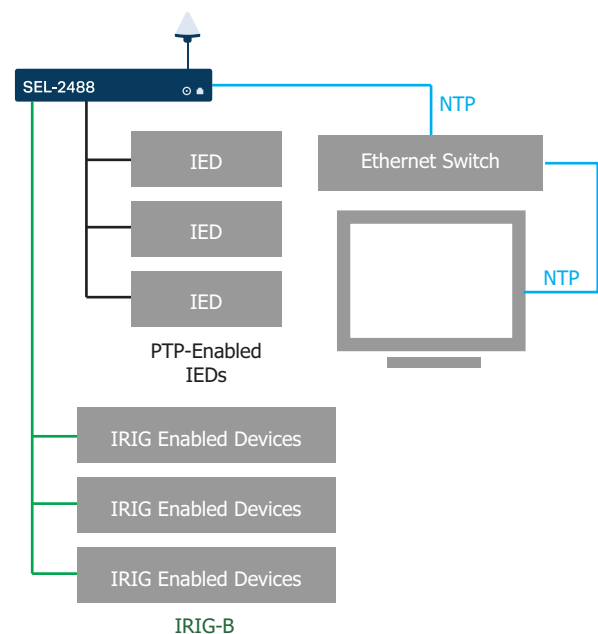 SEL-2488
NTP
IED
Ethernet Switch
IED
IED
NTP
PTP-Enabled
IEDs
IRIG Enabled Devices
IRIG Enabled Devices
IRIG Enabled Devices
IRIG-B